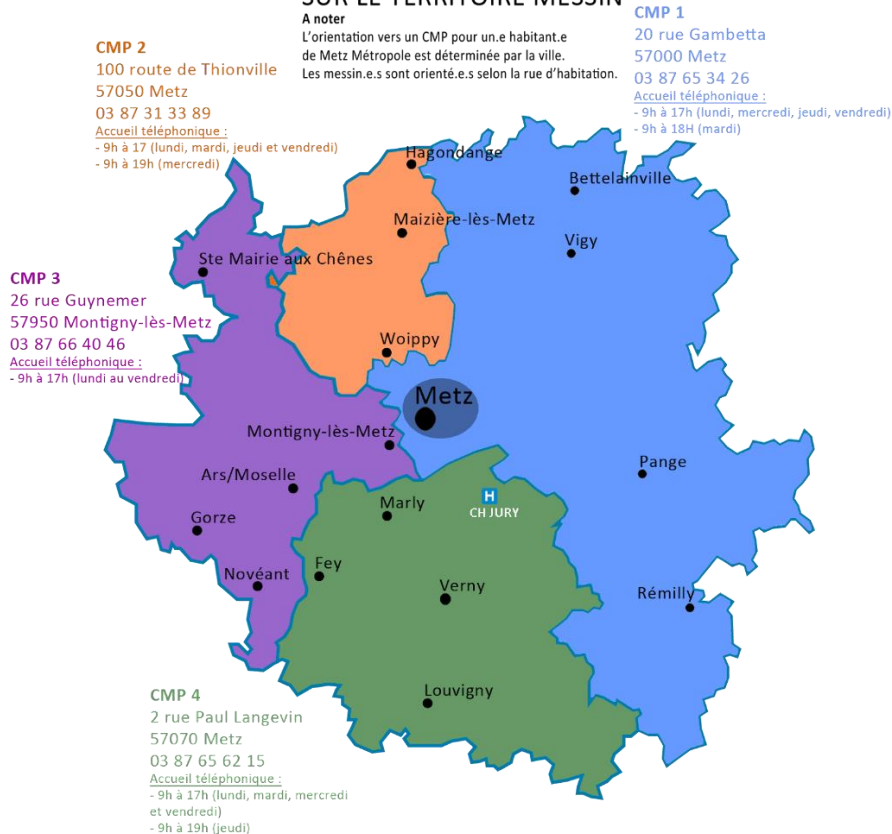 SUR LE TERRITOIRE MESSIN
A noter
L'orientation vers un CMP pour un.e habitant.e
de Metz Métropole est déterminée par la ville.
Les messin.e.s sont orienté.e.s selon la rue d'habitation.
CMP 1
20 rue Gambetta
57000 Metz
03 87 65 34 26
Accueil téléphonique :
- 9h à 17h (lundi, mercredi, jeudi, vendredi)
- 9h à 18H (mardi)
CMP 2
100 route de Thionville
57050 Metz
03 87 31 33 89
Accueil téléphonique :
- 9h à 17 (lundi, mardi, jeudi et vendredi)
- 9h à 19h (mercredi)
Hagondange
Bettelainville
Maizière-lès-Metz
Vigy
Ste Mairie aux Chênes
CMP 3
26 rue Guynemer
57950 Montigny-lès-Metz
03 87 66 40 46
Accueil téléphonique :
- 9h à 17h (lundi au vendredi)
Woippy
Metz
Montigny-lès-Metz
Pange
Ars/Moselle
Marly
H
CH JURY
Gorze
Fey
Novéant
Verny
Rémilly
Louvigny
CMP 4
2 rue Paul Langevin
57070 Metz
03 87 65 62 15
Accueil téléphonique :
- 9h à 17h (lundi, mardi, mercredi
et vendredi)
- 9h à 19h (jeudi)